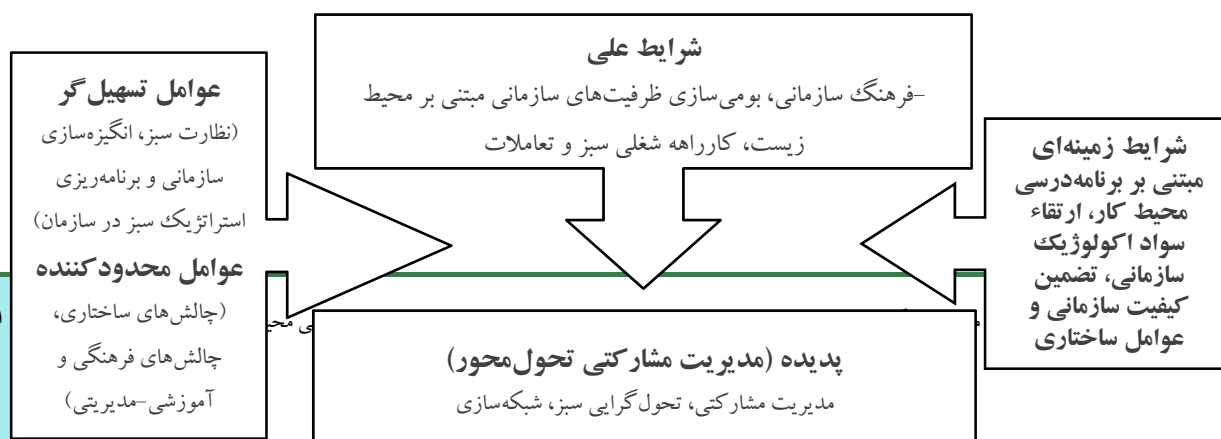 شرایط علی
-فرهنگ سازمانی، بومی‌سازی ظرفیت‌های سازمانی مبتنی بر محیط
زیست، کارراهه شغلی سبز و تعاملات
عوامل تسهیل‌گر
(نظارت سبز، انگیزه‌سازی
سازمانی و برنامه‌ریزی
استراتژیک سبز در سازمان)
عوامل محدودکننده
(چالش‌های ساختاری،
چالش‌های فرهنگی و
آموزشی-مدیریتی)
شرایط زمینه‌ای
مبتنی بر برنامه‌درسی
محیط کار، ارتقاء
سواد اکولوژیک
سازمانی، تضمین
کیفیت سازمانی و
عوامل ساختاری
پدیده (مدیریت مشارکتی تحول‌محور)
مدیریت مشارکتی، تحول‌گرایی سبز، شبکه‌سازی